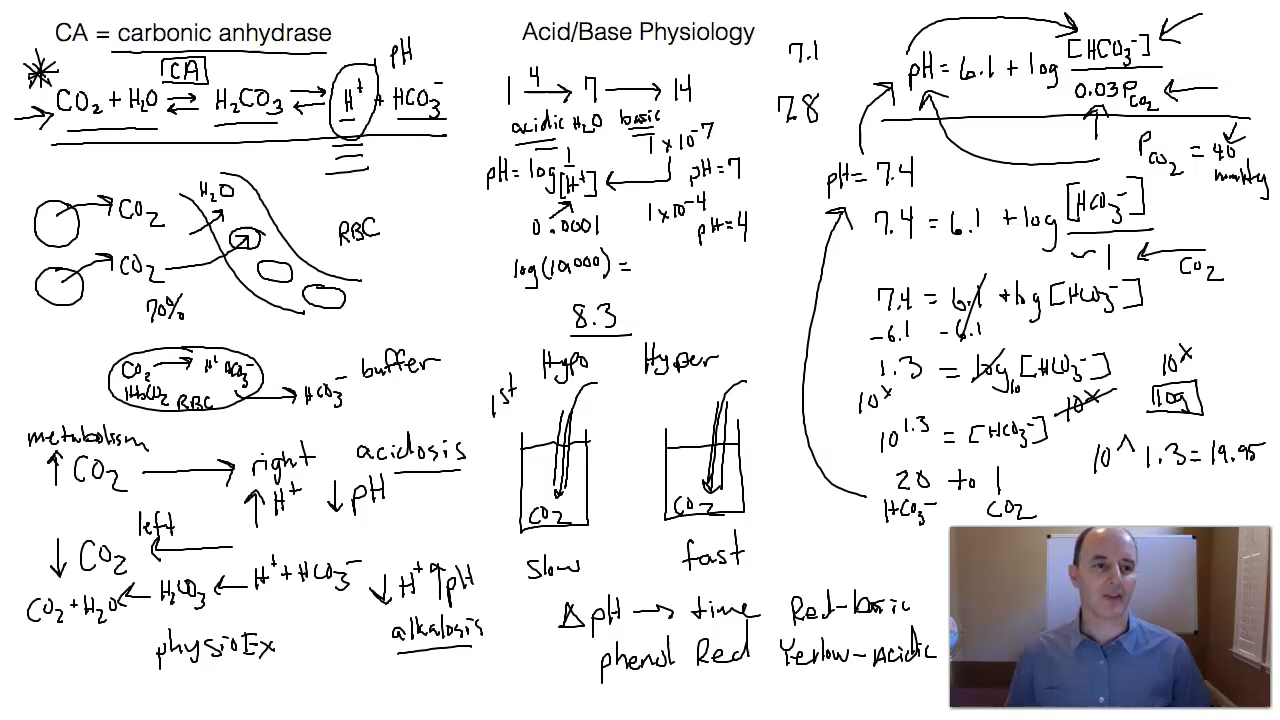 CA = carbonic anhydrase
pH
CA
CO₂ + H₂O ⇌ H₂CO₃ ⇌ H⁺ + HCO₃⁻
H₂O
CO₂
RBC
CO₂
70%
CO₂ → H⁺ HCO₃⁻
RBC
→ HCO₃⁻ buffer
metabolism
↑ CO₂ → right acidosis
↑ H⁺ ↓ pH
left
↓ CO₂ ←
CO₂ + H₂O ← H₂CO₃ ← H⁺ + HCO₃⁻
↓ H⁺ ↑ pH
alkalosis
physioEx
Acid/Base Physiology
1 4 → 7 → 14
acidic H₂O basic
1 x 10⁻⁷
pH = log 1/[H⁺]
pH = 7
1 x 10⁻⁴
0.0001
pH = 4
log(10,000) =
8.3
Hypo Hyper
1st
CO₂ CO₂
slow fast
Δ pH → time Red-basic
phenol Red Yellow-Acidic
7.1
7.8
pH = 6.1 + log [HCO₃⁻]/0.03 PCO₂
PCO₂ = 40 mmHg
pH = 7.4
7.4 = 6.1 + log [HCO₃⁻]/~1
CO₂
7.4 = 6.1 + log [HCO₃⁻]
-6.1 -6.1
1.3 = log₁₀ [HCO₃⁻]
10ˣ 10ˣ
10ˣ
log
10^1.3 = [HCO₃⁻]
10 ^ 1.3 = 19.95
20 to 1
HCO₃⁻ CO₂